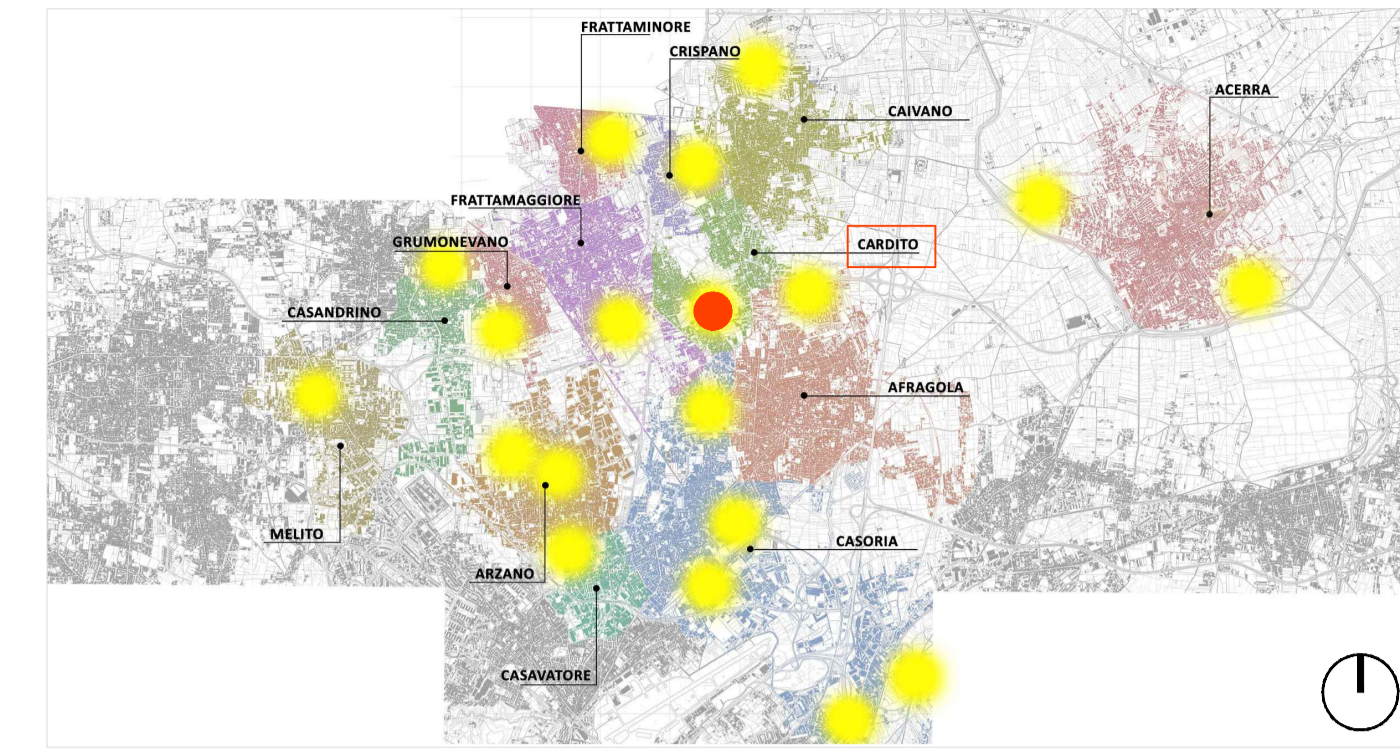 FRATTAMINORE
CRISPANO
ACERRA
CAIVANO
FRATTAMAGGIORE
GRUMONEVANO
CARDITO
CASANDRINO
AFRAGOLA
MELITO
CASORIA
ARZANO
CASAVATORE